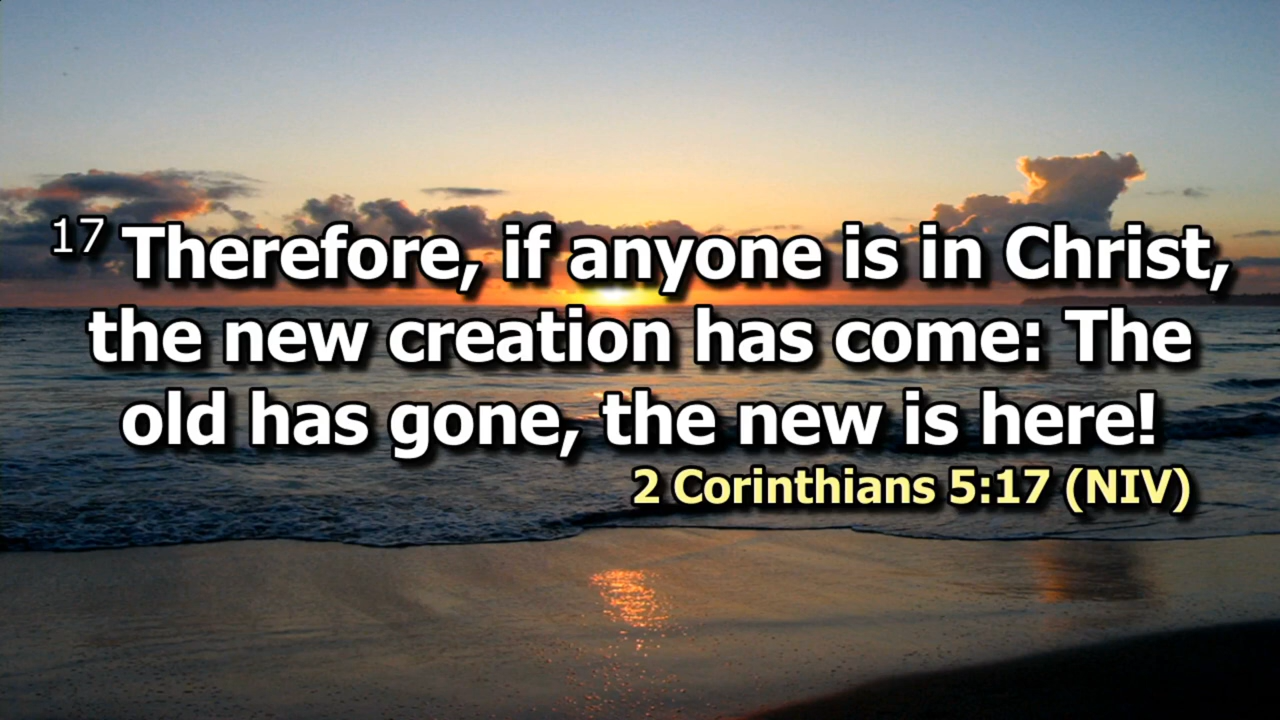 17 Therefore, if anyone is in Christ,
the new creation has come: The
old has gone, the new is here!
2 Corinthians 5:17 (NIV)